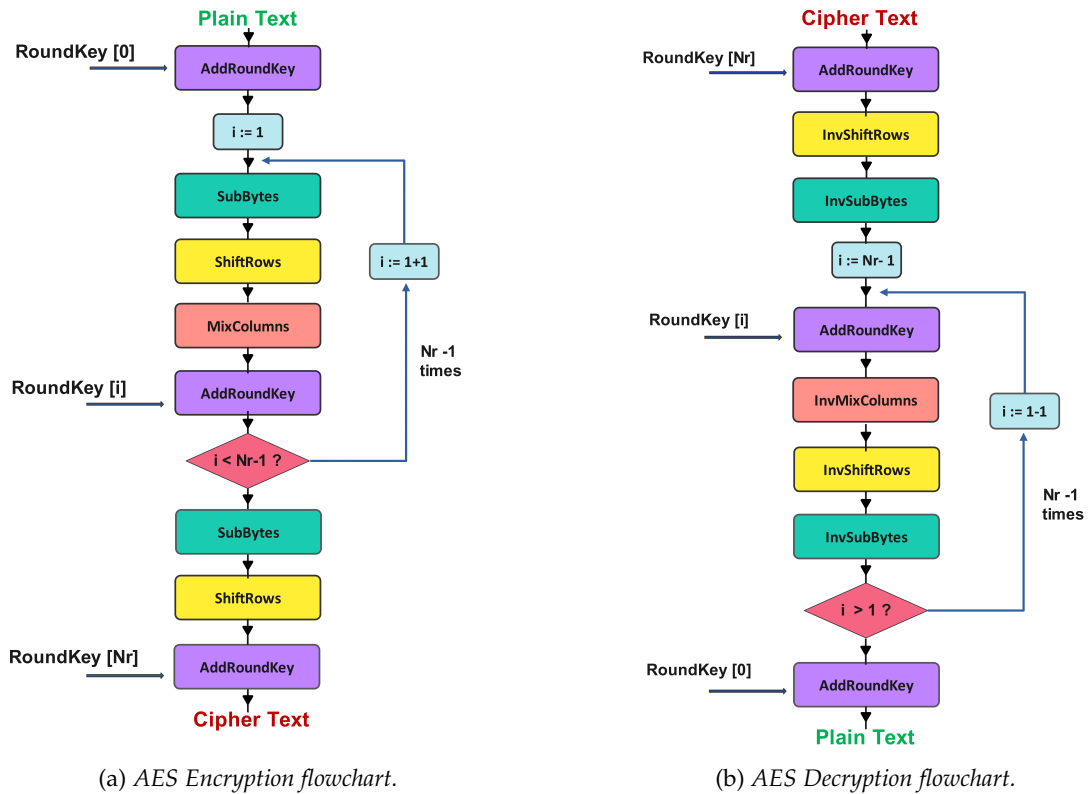 Plain Text
RoundKey [0]
AddRoundKey
i := 1
SubBytes
ShiftRows
i := 1+1
MixColumns
Nr -1
times
RoundKey [i]
AddRoundKey
i < Nr-1 ?
SubBytes
ShiftRows
RoundKey [Nr]
AddRoundKey
Cipher Text
(a) AES Encryption flowchart.
Cipher Text
RoundKey [Nr]
AddRoundKey
InvShiftRows
InvSubBytes
i := Nr- 1
RoundKey [i]
AddRoundKey
InvMixColumns
i := 1-1
InvShiftRows
Nr -1
times
InvSubBytes
i > 1 ?
RoundKey [0]
AddRoundKey
Plain Text
(b) AES Decryption flowchart.